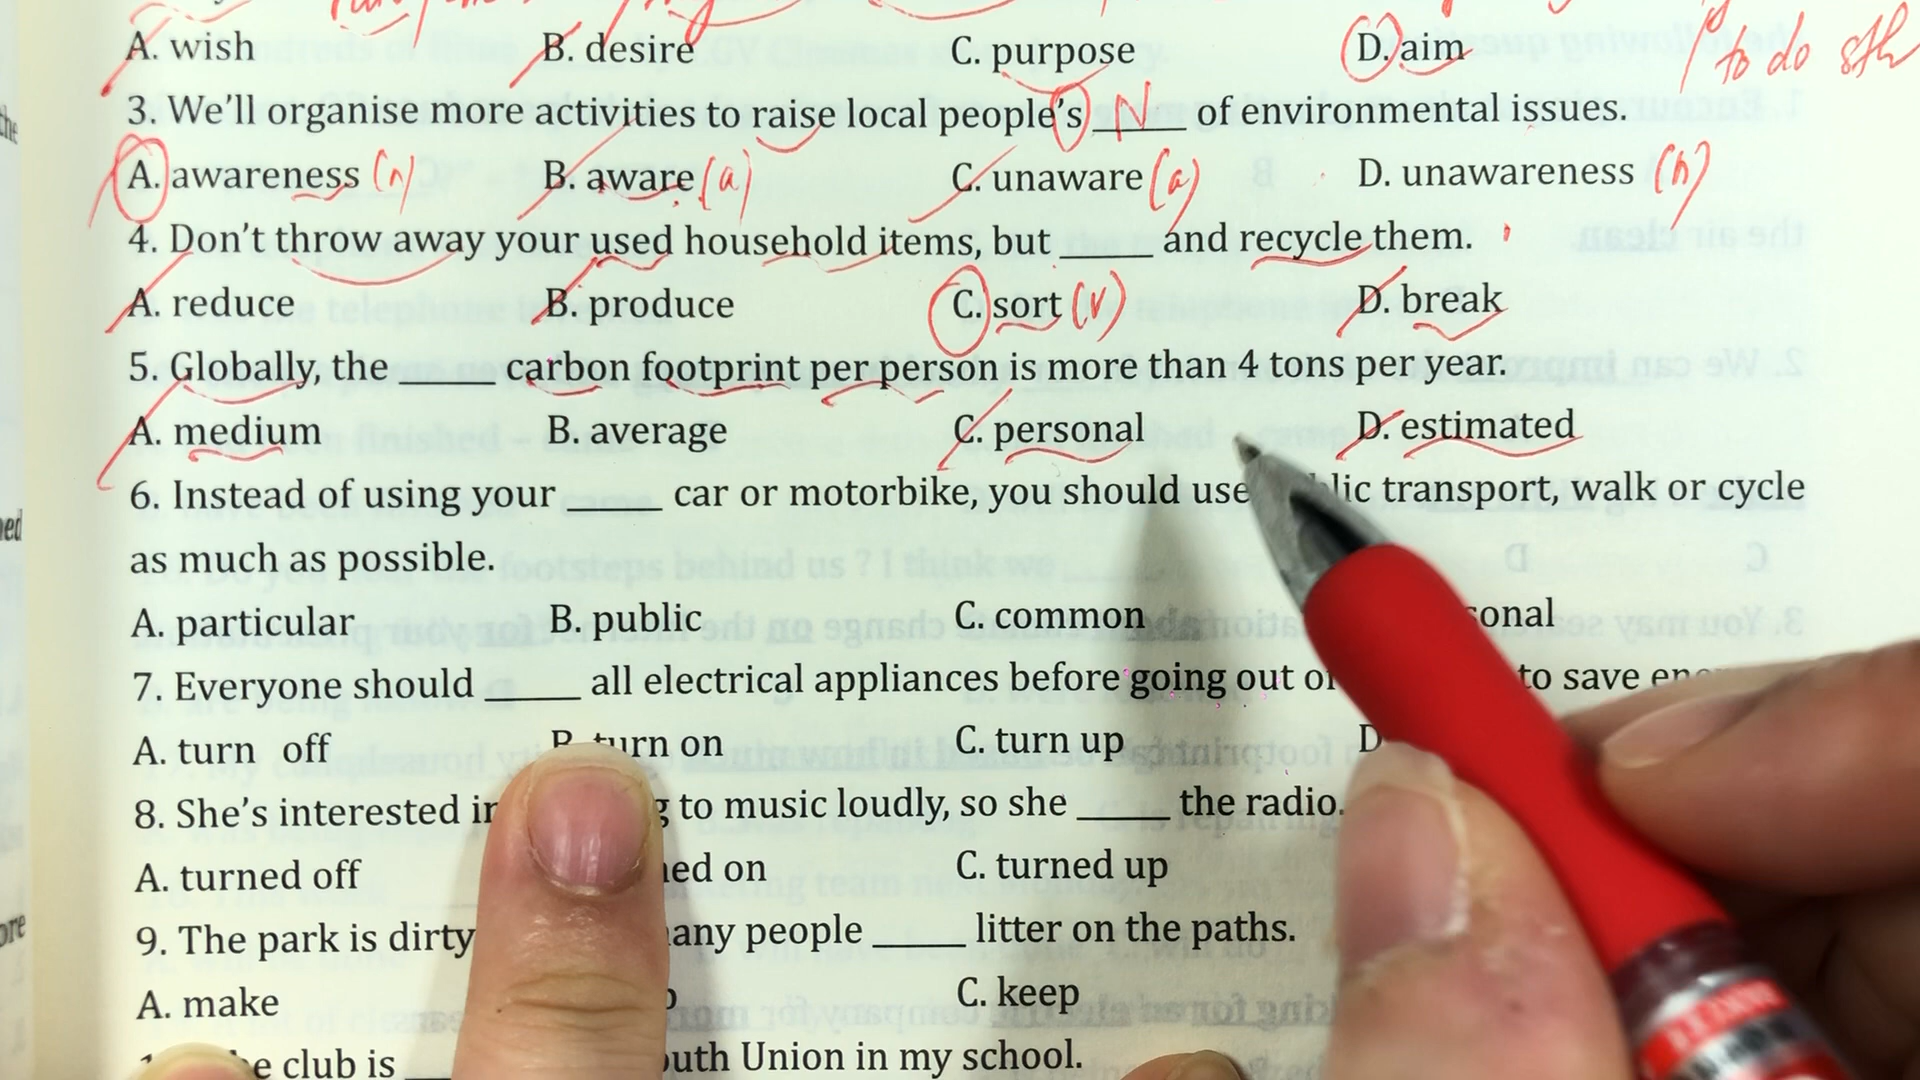 A. wish B. desire C. purpose D. aim to do sth
3. We'll organise more activities to raise local people's _____ of environmental issues. N
A. awareness (n) B. aware (a) C. unaware (a) D. unawareness (n)
4. Don't throw away your used household items, but _____ and recycle them.
A. reduce B. produce C. sort (v) D. break
5. Globally, the _____ carbon footprint per person is more than 4 tons per year.
A. medium B. average C. personal D. estimated
6. Instead of using your _____ car or motorbike, you should use transport, walk or cycle
as much as possible.
A. particular B. public C. common
7. Everyone should _____ all electrical appliances before going out to save
A. turn off B. turn on C. turn up D
8. She's interested to music loudly, so she _____ the radio.
A. turned off on C. turned up
9. The park is dirty people _____ litter on the paths.
A. make C. keep
club is Union in my school.